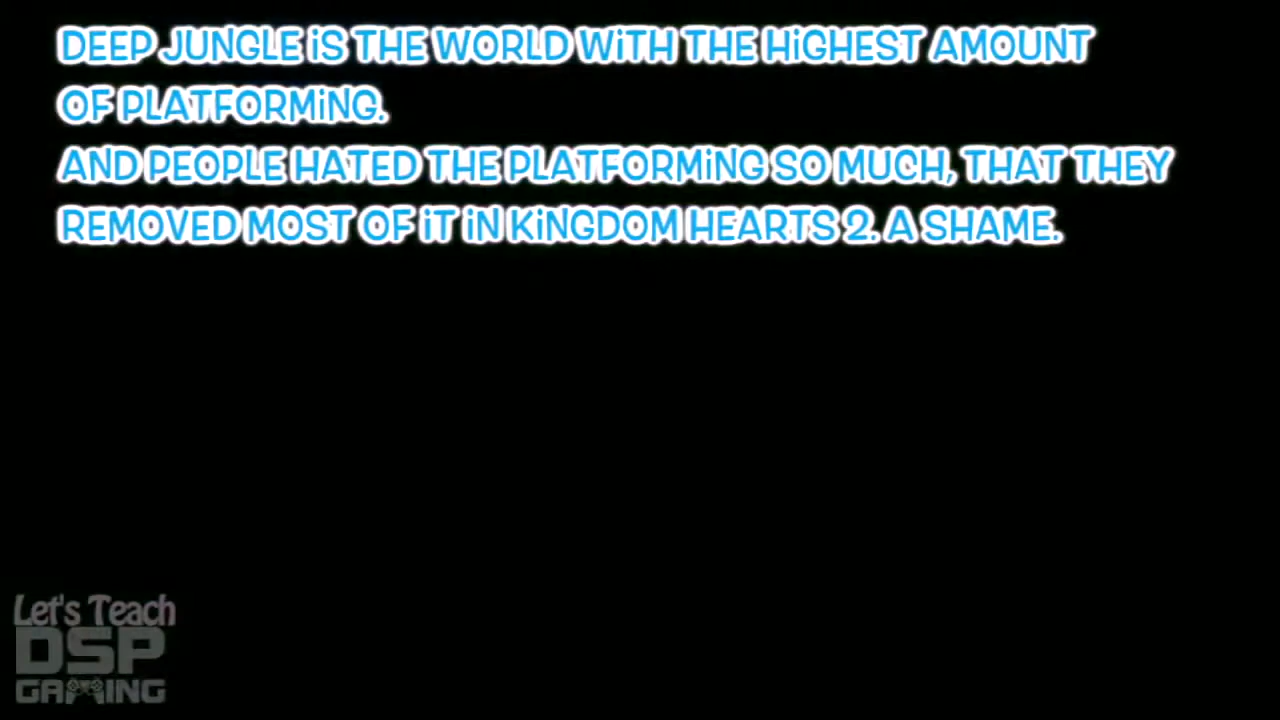 DEEP JUNGLE iS THE WORLD WiTH THE HiGHEST AMOUNT
OF PLATFORMiNG.
AND PEOPLE HATED THE PLATFORMiNG SO MUCH, THAT THEY
REMOVED MOST OF iT iN KiNGDOM HEARTS 2. A SHAME.
Let's Teach
DSP
GAMING